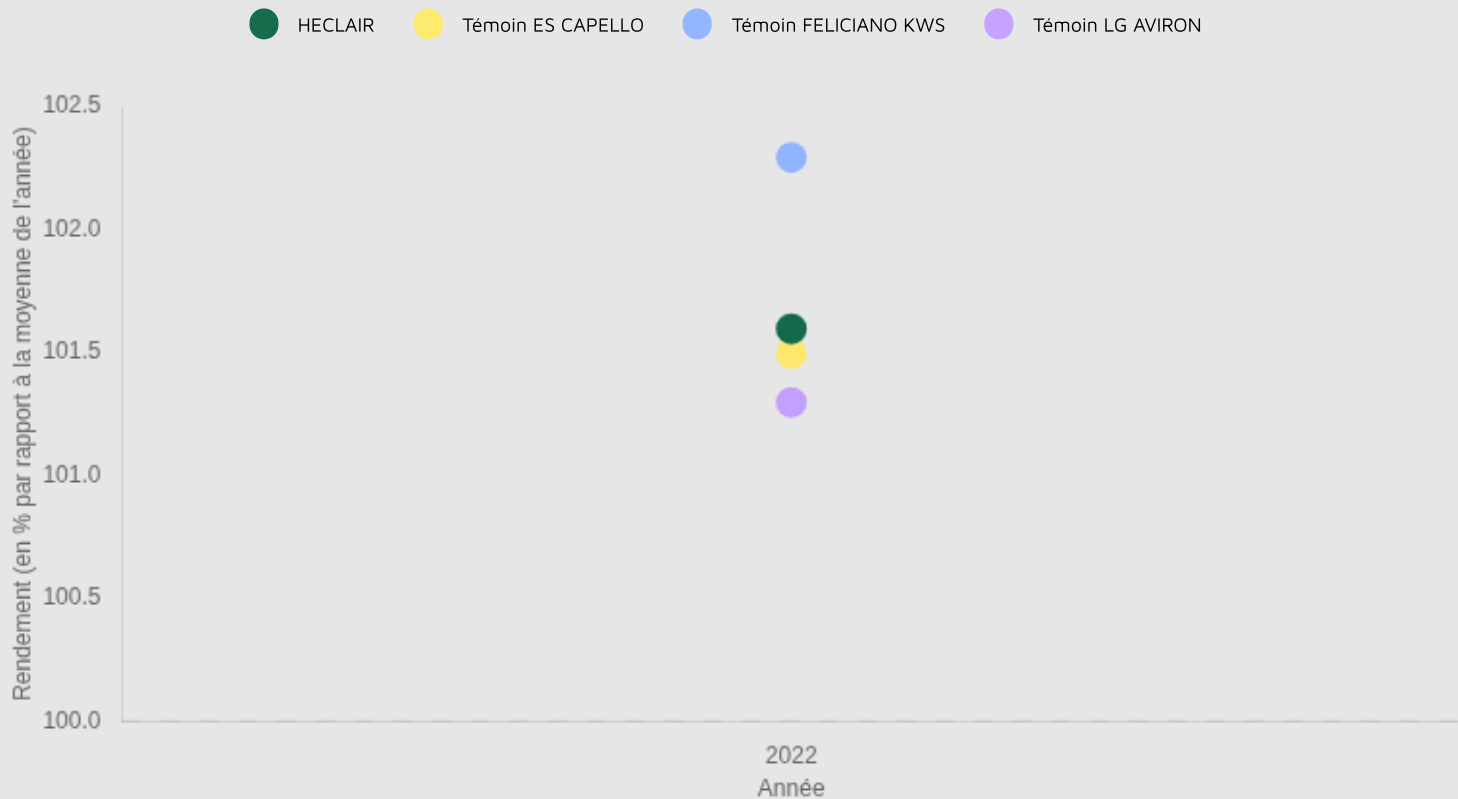 HECLAIR Témoin ES CAPELLO Témoin FELICIANO KWS Témoin LG AVIRON
Rendement (en % par rapport à la moyenne de l'année)
102.5
102.0
101.5
101.0
100.5
100.0
2022
Année